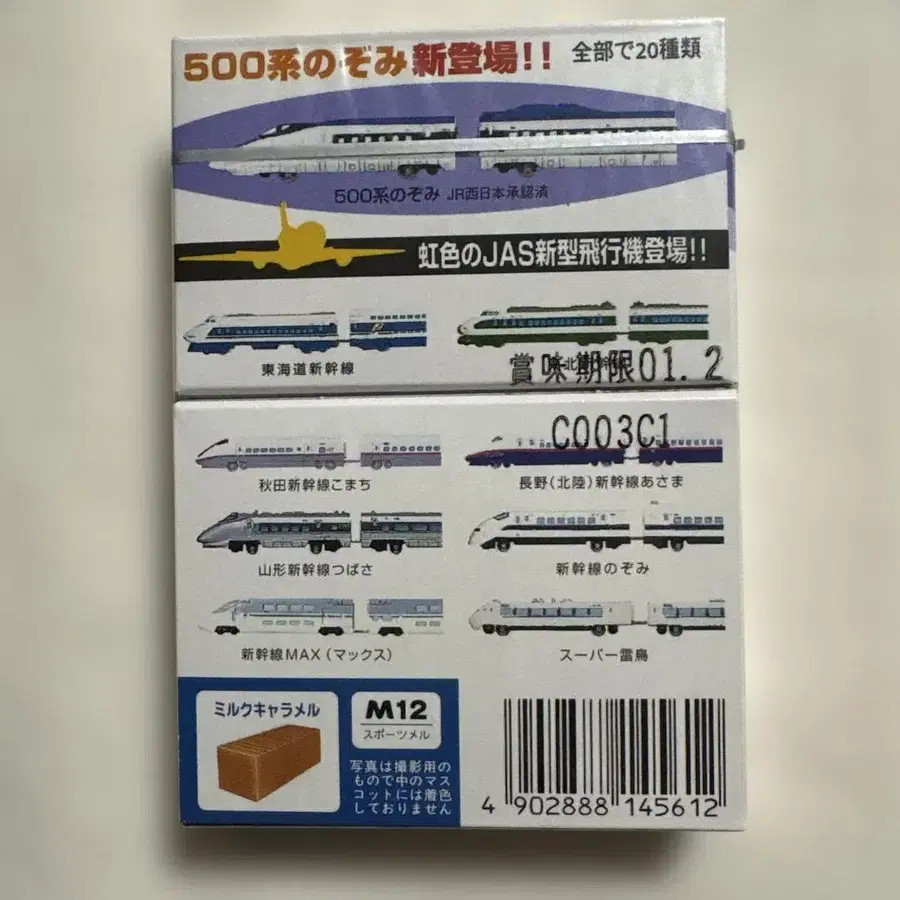 500系のぞみ 新登場!! 全部で20種類
500系のぞみ JR西日本承認済
虹色のJAS新型飛行機登場!!
東海道新幹線
賞味期限01.2
C003C1
秋田新幹線こまち
長野(北陸)新幹線あさま
山形新幹線つばさ
新幹線のぞみ
新幹線MAX(マックス)
スーパー雷鳥
ミルクキャラメル
M12
スポーツメル
写真は撮影用の
もので中のマス
コットには着色
しておりません
4 902888 145612